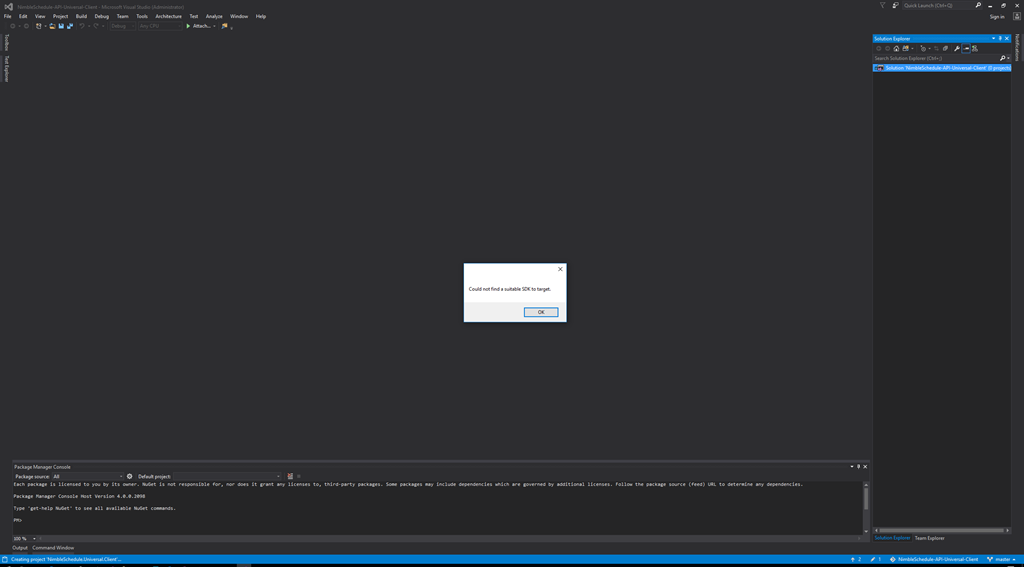 NimbleSchedule-API-Universal-Client - Microsoft Visual Studio (Administrator)
Quick Launch (Ctrl+Q)
File Edit View Project Build Debug Team Tools Architecture Test Analyze Window Help
Sign in
Debug Any CPU Attach...
Toolbox
Test Explorer
Solution Explorer
Notifications
Search Solution Explorer (Ctrl+;)
Solution 'NimbleSchedule-API-Universal-Client' (0 projects)
Could not find a suitable SDK to target.
OK
Package Manager Console
Package source: All Default project:
Each package is licensed to you by its owner. NuGet is not responsible for, nor does it grant any licenses to, third-party packages. Some packages may include dependencies which are governed by additional licenses. Follow the package source (feed) URL to determine any dependencies.
Package Manager Console Host Version 4.0.0.2098
Type 'get-help NuGet' to see all available NuGet commands.
PM>
100 %
Solution Explorer Team Explorer
Output Command Window
Creating project 'NimbleSchedule.Universal.Client'...
2 1 NimbleSchedule-API-Universal-Client master